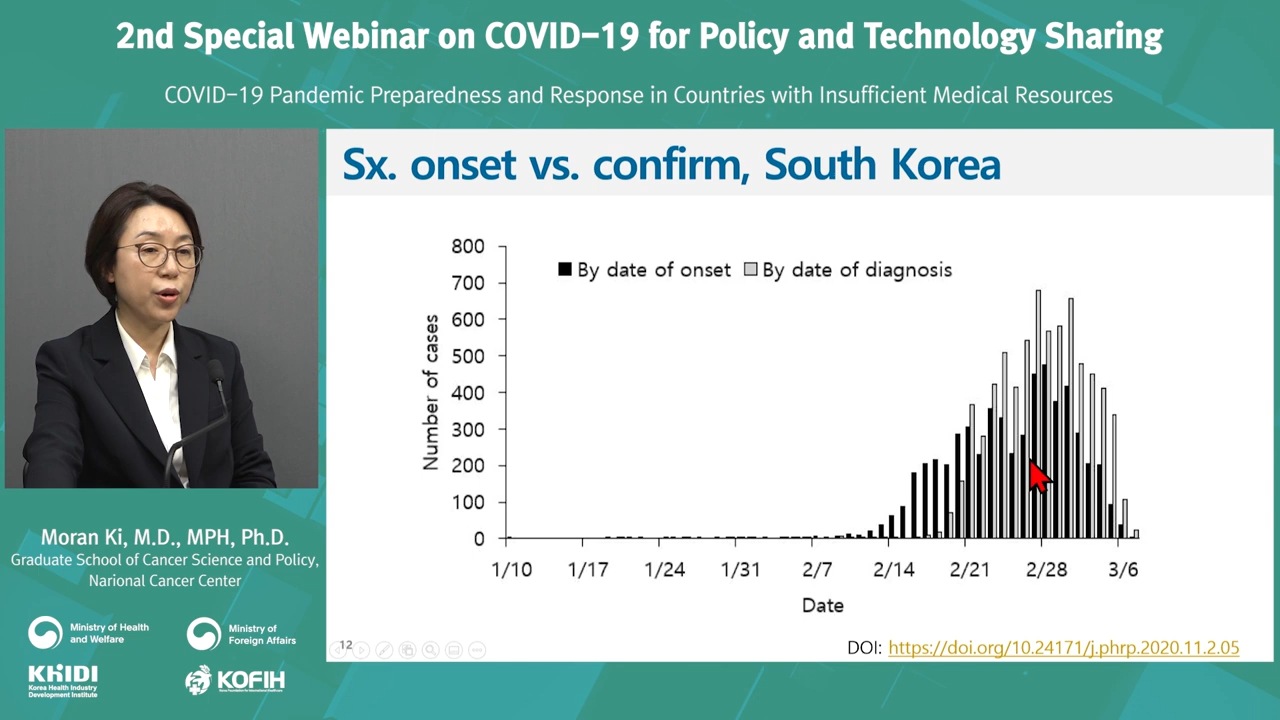 2nd Special Webinar on COVID-19 for Policy and Technology Sharing
COVID-19 Pandemic Preparedness and Response in Countries with Insufficient Medical Resources
Sx. onset vs. confirm, South Korea
By date of onset
By date of diagnosis
Number of cases
800
700
600
500
400
300
200
100
0
1/10 1/17 1/24 1/31 2/7 2/14 2/21 2/28 3/6
Date
12
DOI: https://doi.org/10.24171/j.phrp.2020.11.2.05
Moran Ki, M.D., MPH, Ph.D.
Graduate School of Cancer Science and Policy,
Narional Cancer Center
Ministry of Health
and Welfare
Ministry of
Foreign Affairs
KHIDI
Korea Health Industry
Development Institute
KOFIH